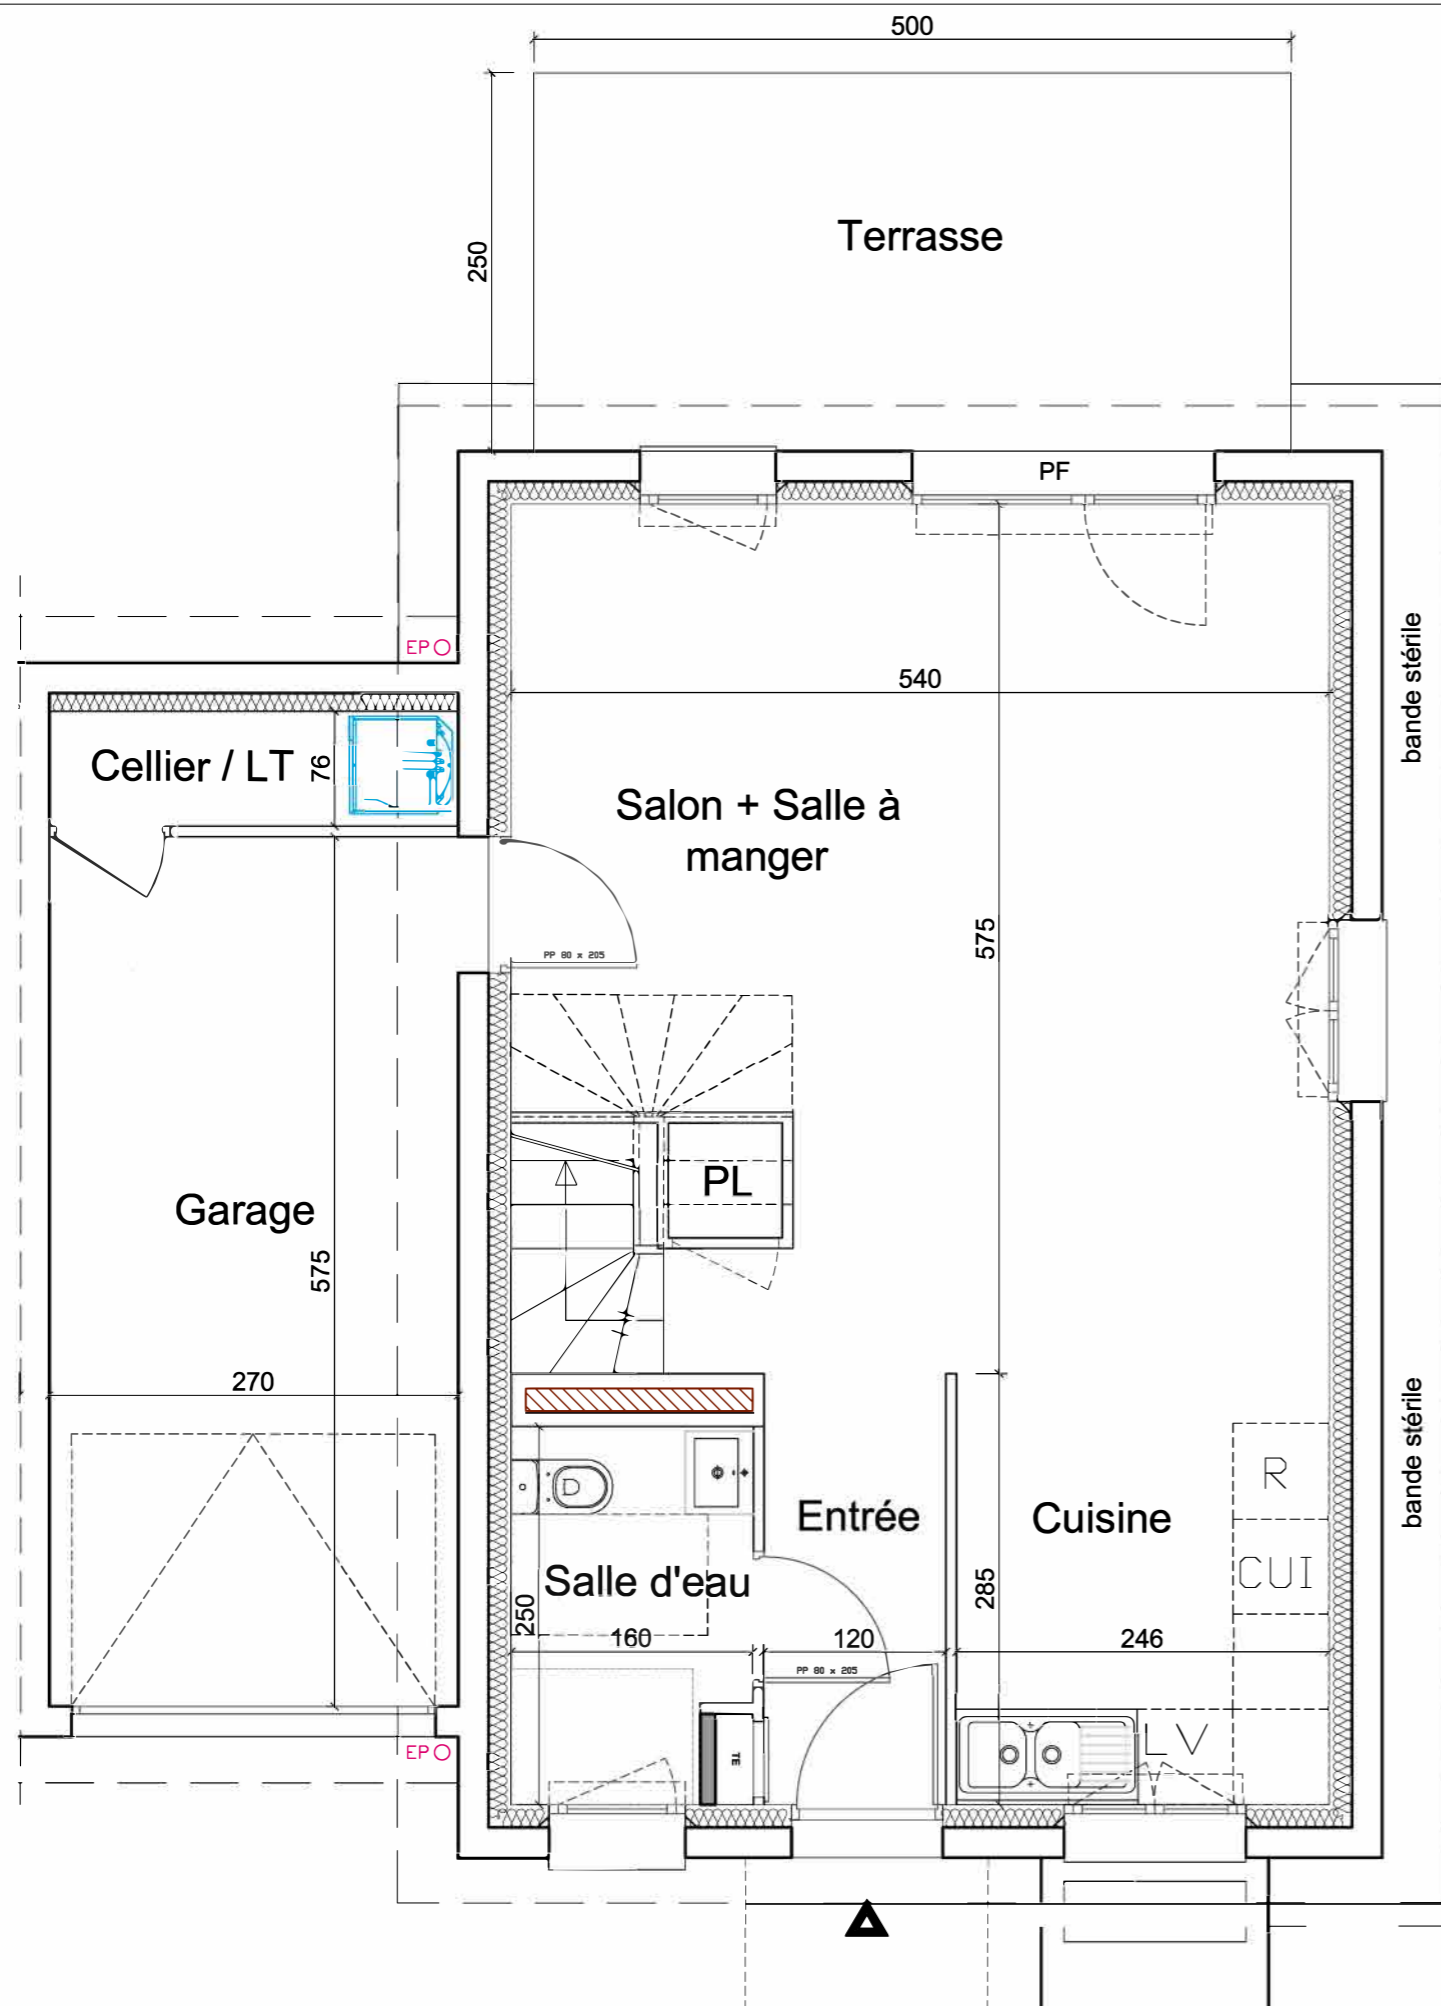 500
Terrasse
250
PF
EP
bande stérile
540
Cellier / LT
76
Salon + Salle à
manger
575
PP 80 x 205
PL
Garage
575
270
bande stérile
R
Entrée
Cuisine
CUI
Salle d'eau
250
285
160
120
246
PP 80 x 205
TE
LV
EP